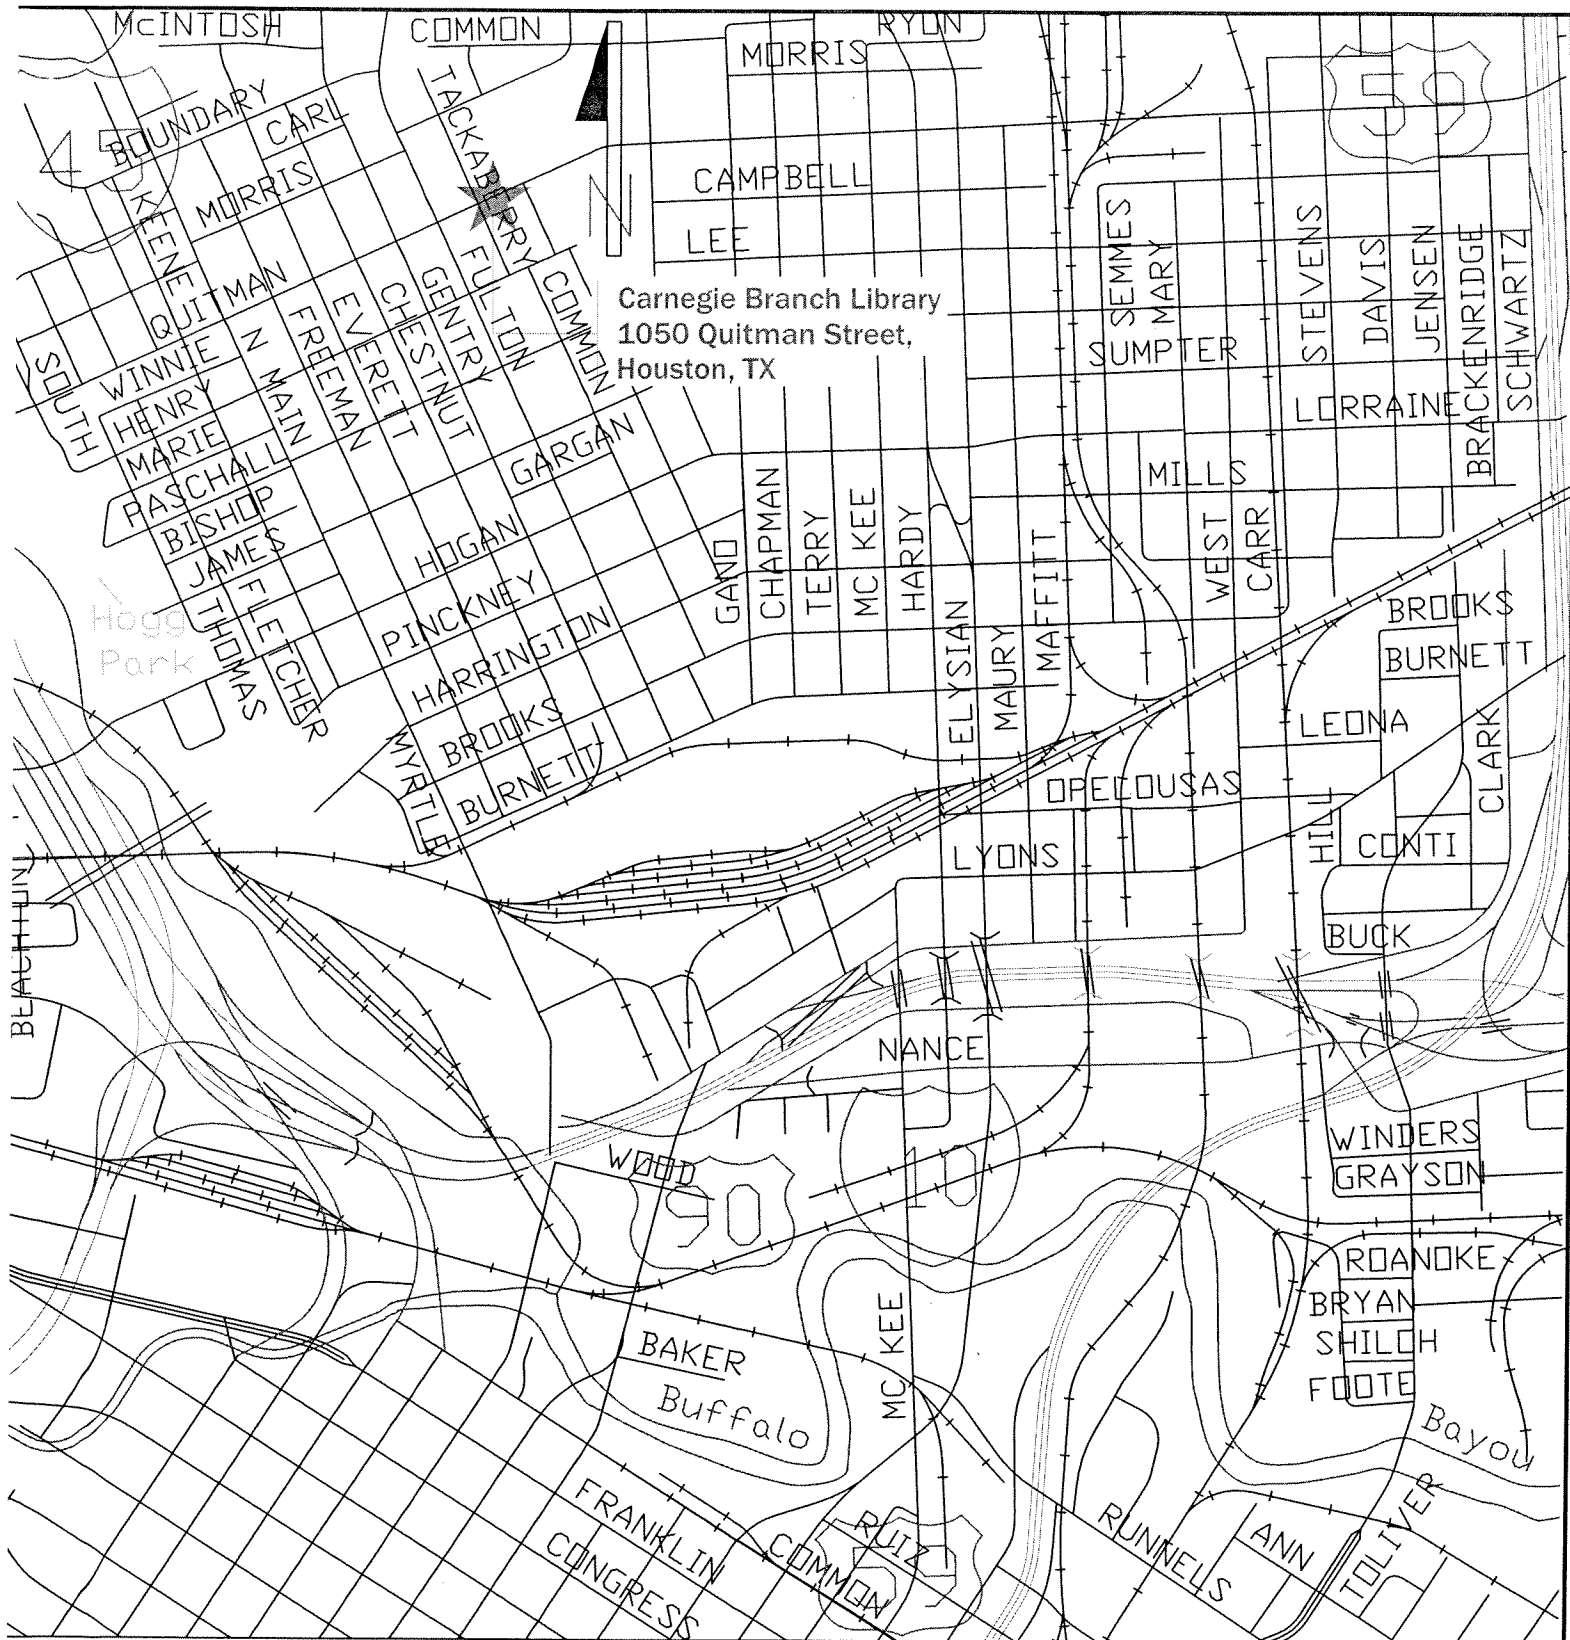 McINTOSH
COMMON
RYON
MORRIS
TACKABERRY
BOUNDARY
CARL
45
59
MORRIS
CAMPBELL
N
LEE
KEENE
QUITMAN
SEMMES
MARY
STEVENS
DAVIS
JENSEN
BRACKENRIDGE
SCHWARTZ
FULTON
COMMON
GENTRY
CHESTNUT
EVERETT
FREEMAN
N MAIN
Carnegie Branch Library
1050 Quitman Street,
Houston, TX
SUMPTER
SOUTH
WINNIE
HENRY
MARIE
PASCHALL
BISHOP
JAMES
LORRAINE
GARGAN
MILLS
HOGAN
GANO
CHAPMAN
TERRY
MC KEE
HARDY
MAFFITT
WEST
CARR
Hogg
Park
THOMAS
FLETCHER
PINCKNEY
HARRINGTON
ELYSIAN
MAURY
BROOKS
BURNETT
BROOKS
BURNETT
MYRTLE
LEONA
CLARK
OPELOUSAS
HILL
LYONS
CONTI
BUCK
BEACHTON
NANCE
WOOD
90
10
WINDERS
GRAYSON
ROANOKE
BRYAN
SHILOH
FOOTE
MC KEE
BAKER
Buffalo
Bayou
FRANKLIN
CONGRESS
COMMON
RUIZ
59
RUNNELS
ANN
TOLIVER